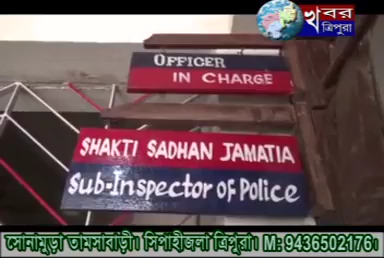 খবর
ত্রিপুরা
OFFICER
IN CHARGE
SHAKTI SADHAN JAMATIA
Sub-Inspector of Police
সোনামুড়া তামসাবাড়ী। সিপাহীজলা ত্রিপুরা। M: 9436502176।